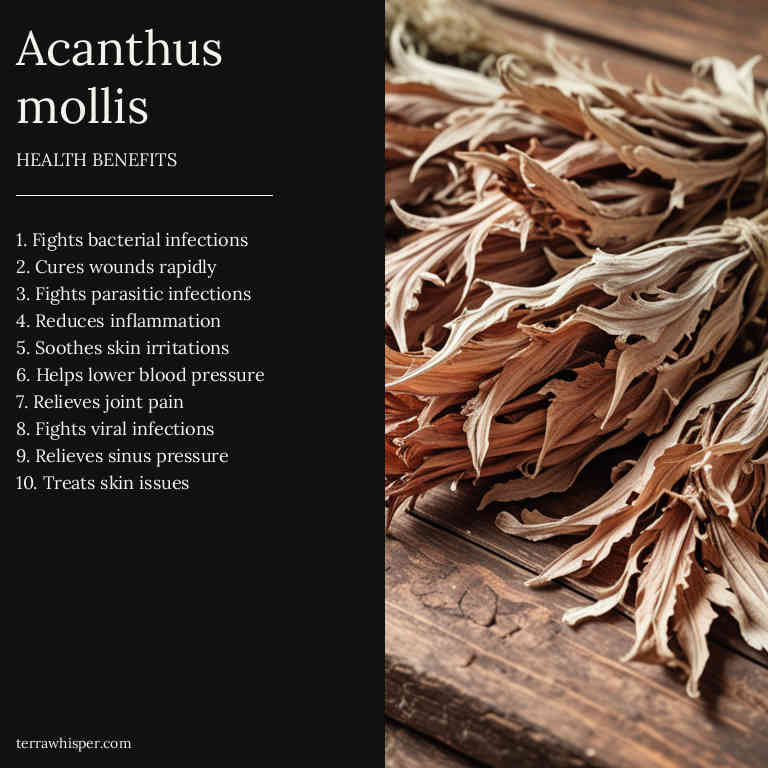 Acanthus
mollis
HEALTH BENEFITS
1. Fights bacterial infections
2. Cures wounds rapidly
3. Fights parasitic infections
4. Reduces inflammation
5. Soothes skin irritations
6. Helps lower blood pressure
7. Relieves joint pain
8. Fights viral infections
9. Relieves sinus pressure
10. Treats skin issues
terrawhisper.com